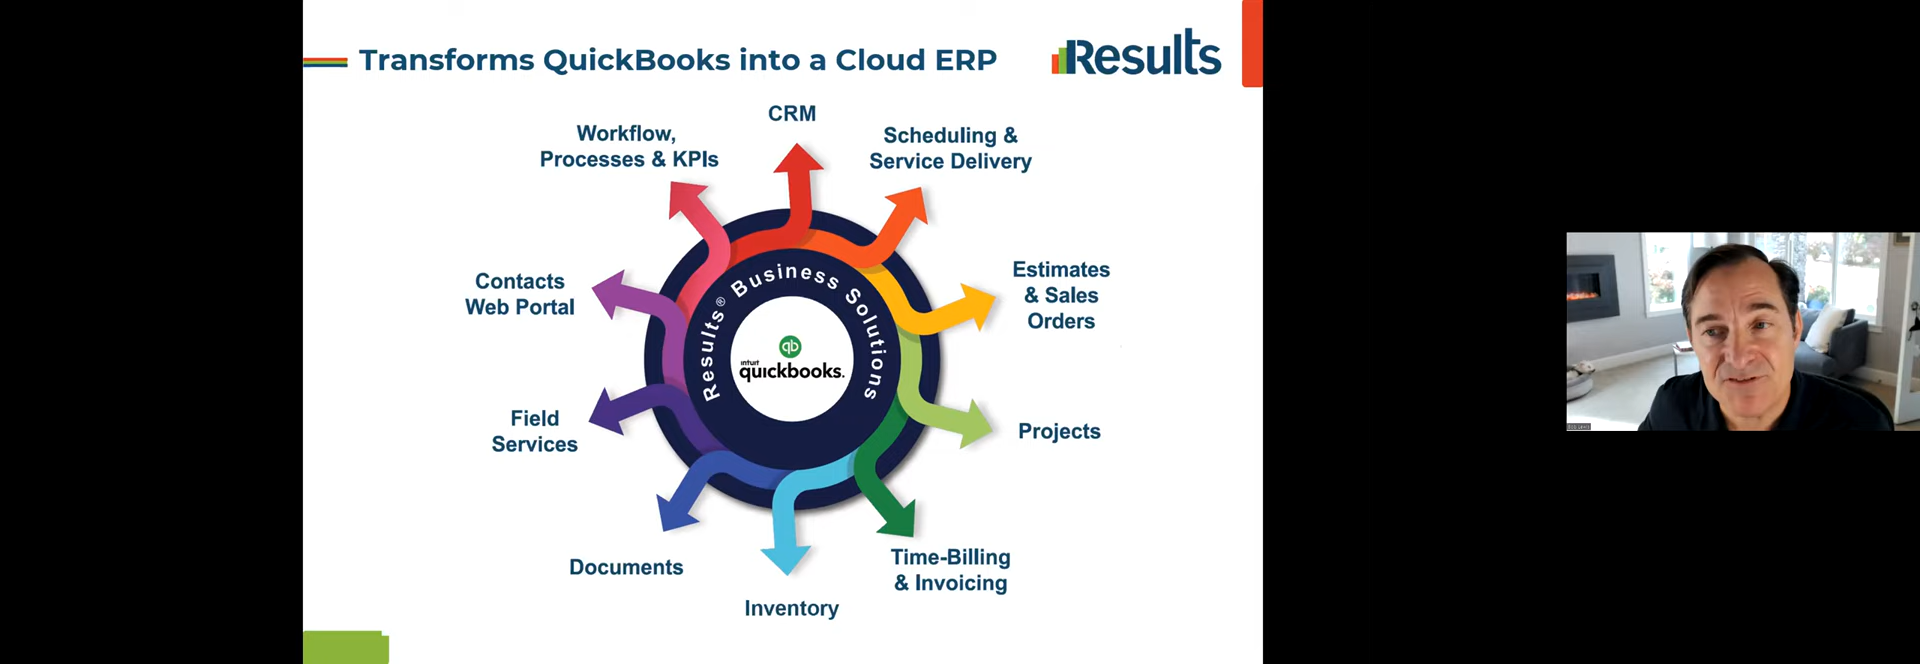 Transforms QuickBooks into a Cloud ERP
Results
CRM
Workflow,
Processes & KPIs
Scheduling &
Service Delivery
Estimates
& Sales
Orders
Projects
Time-Billing
& Invoicing
Inventory
Documents
Field
Services
Contacts
Web Portal
Results® Business Solutions
qb
intuit
quickbooks.